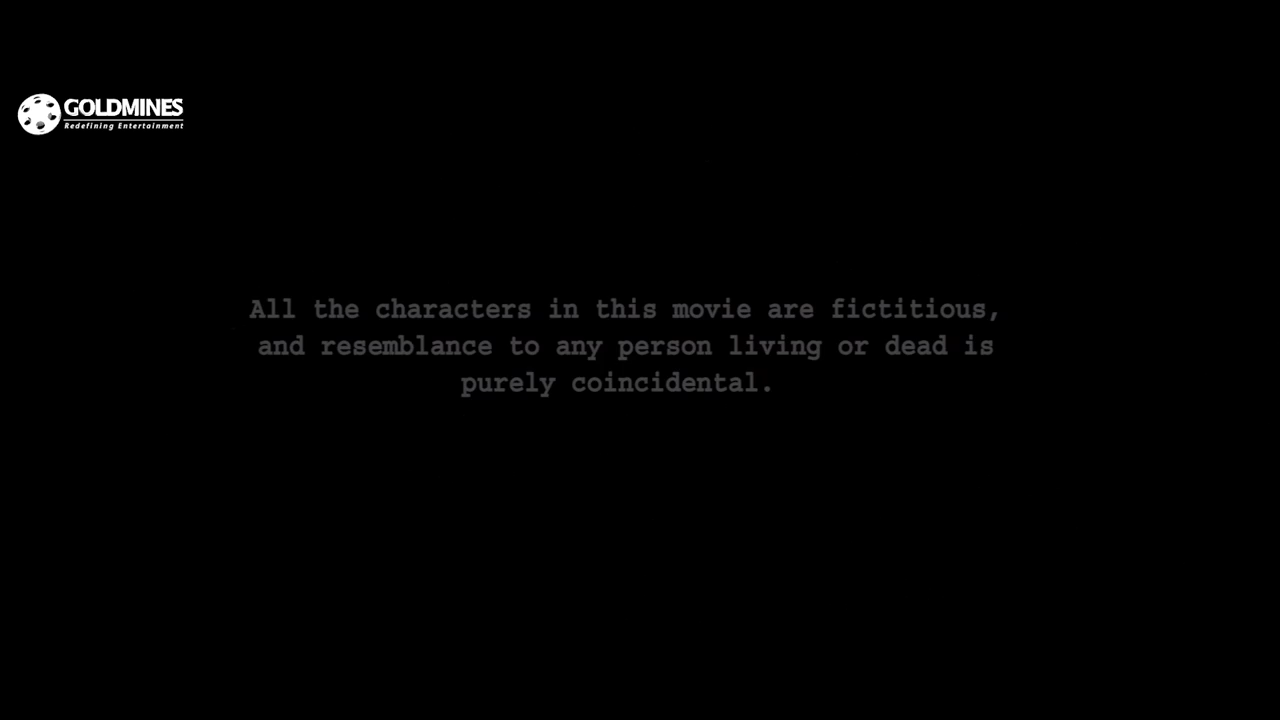 GOLDMINES
Redefining Entertainment
All the characters in this movie are fictitious,
and resemblance to any person living or dead is
purely coincidental.